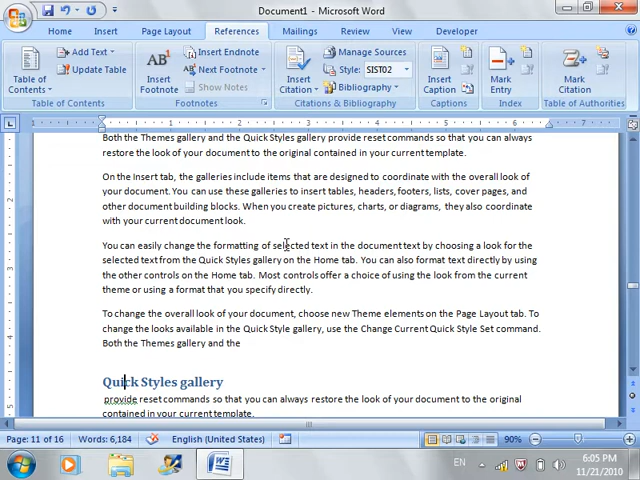 Document1 - Microsoft Word
Home Insert Page Layout References Mailings Review View Developer
Table of Contents
Add Text
Update Table
Table of Contents
AB1
Insert Footnote
Insert Endnote
AB1 Next Footnote
Show Notes
Footnotes
Insert Citation
Manage Sources
Style: SIST02
Bibliography
Citations & Bibliography
Insert Caption
Captions
Mark Entry
Index
Mark Citation
Table of Authorities
1 1 2 3 4 5 6 7
Both the Themes gallery and the Quick Styles gallery provide reset commands so that you can always
restore the look of your document to the original contained in your current template.
On the Insert tab, the galleries include items that are designed to coordinate with the overall look of
your document. You can use these galleries to insert tables, headers, footers, lists, cover pages, and
other document building blocks. When you create pictures, charts, or diagrams, they also coordinate
with your current document look.
You can easily change the formatting of selected text in the document text by choosing a look for the
selected text from the Quick Styles gallery on the Home tab. You can also format text directly by using
the other controls on the Home tab. Most controls offer a choice of using the look from the current
theme or using a format that you specify directly.
To change the overall look of your document, choose new Theme elements on the Page Layout tab. To
change the looks available in the Quick Style gallery, use the Change Current Quick Style Set command.
Both the Themes gallery and the
Quick Styles gallery
provide reset commands so that you can always restore the look of your document to the original
contained in your current template.
Page: 11 of 16 Words: 6,184 English (United States) 90%
EN 6:05 PM
11/21/2010